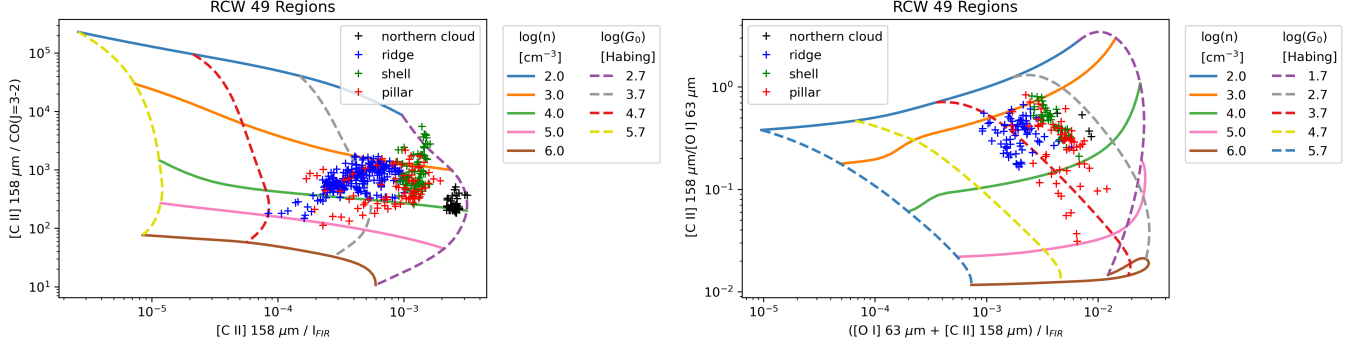 RCW 49 Regions
[C II] 158 μm / CO(J=3-2)
10⁵
10⁴
10³
10²
10¹
10⁻⁵
10⁻⁴
10⁻³
[C II] 158 μm / I_FIR
northern cloud
ridge
shell
pillar
log(n) log(G₀)
[cm⁻³] [Habing]
2.0 2.7
3.0 3.7
4.0 4.7
5.0 5.7
6.0
RCW 49 Regions
[C II] 158 μm/[O I] 63 μm
10⁰
10⁻¹
10⁻²
10⁻⁵
10⁻⁴
10⁻³
10⁻²
([O I] 63 μm + [C II] 158 μm) / I_FIR
northern cloud
ridge
shell
pillar
log(n) log(G₀)
[cm⁻³] [Habing]
2.0 1.7
3.0 2.7
4.0 3.7
5.0 4.7
6.0 5.7